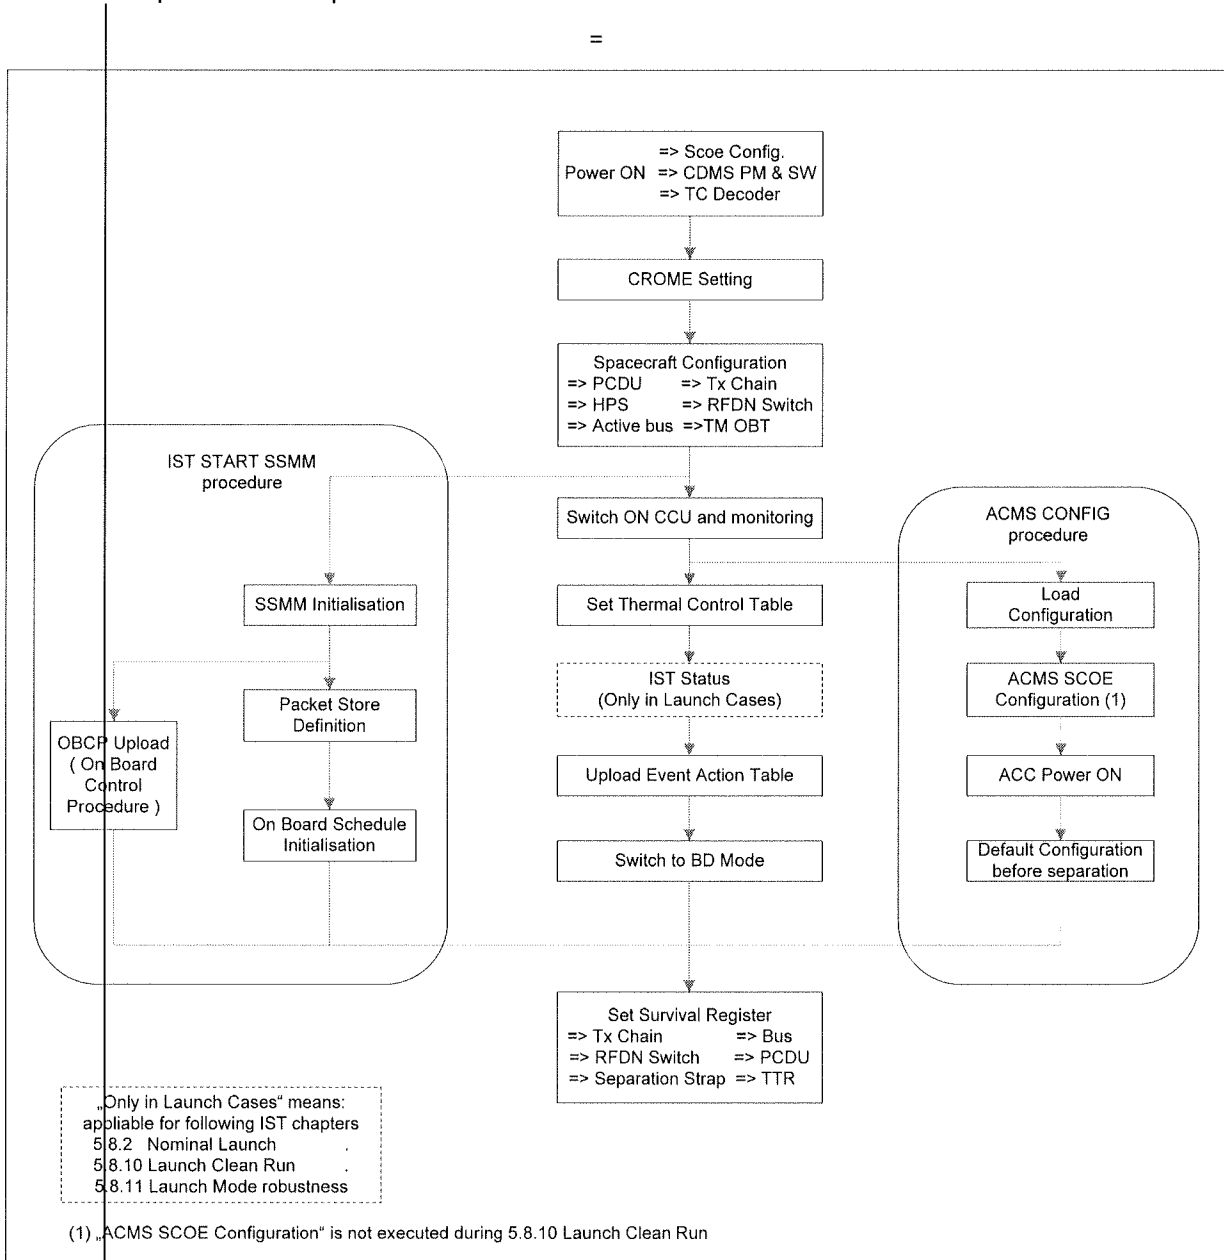 =
=> Scoe Config.
Power ON => CDMS PM & SW
=> TC Decoder
CROME Setting
Spacecraft Configuration
=> PCDU => Tx Chain
=> HPS => RFDN Switch
=> Active bus =>TM OBT
IST START SSMM
procedure
Switch ON CCU and monitoring
ACMS CONFIG
procedure
SSMM Initialisation
Set Thermal Control Table
Load
Configuration
IST Status
(Only in Launch Cases)
ACMS SCOE
Configuration (1)
Packet Store
Definition
OBCP Upload
( On Board
Control
Procedure )
Upload Event Action Table
ACC Power ON
On Board Schedule
Initialisation
Switch to BD Mode
Default Configuration
before separation
Set Survival Register
=> Tx Chain => Bus
=> RFDN Switch => PCDU
=> Separation Strap => TTR
„Only in Launch Cases“ means:
appliable for following IST chapters
5.8.2 Nominal Launch .
5.8.10 Launch Clean Run .
5.8.11 Launch Mode robustness
(1) „ACMS SCOE Configuration“ is not executed during 5.8.10 Launch Clean Run